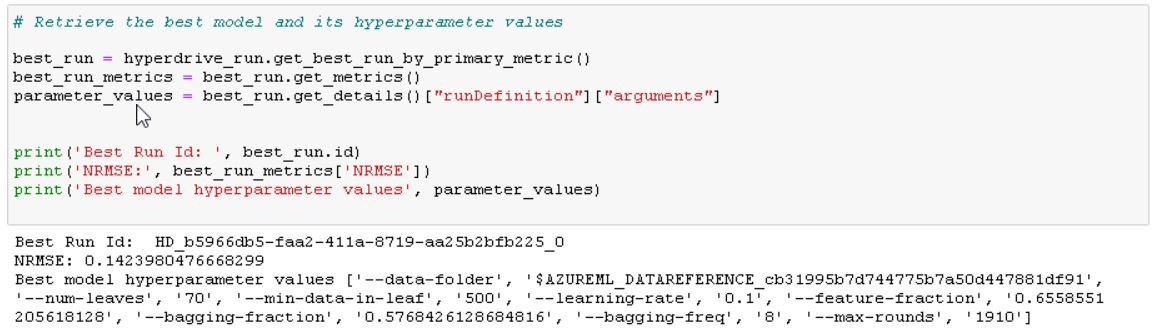 # Retrieve the best model and its hyperparameter values
best_run = hyperdrive_run.get_best_run_by_primary_metric()
best_run_metrics = best_run.get_metrics()
parameter_values = best_run.get_details()["runDefinition"]["arguments"]
print('Best Run Id: ', best_run.id)
print('NRMSE:', best_run_metrics['NRMSE'])
print('Best model hyperparameter values', parameter_values)
Best Run Id:  HD_b5966db5-faa2-411a-8719-aa25b2bfb225_0
NRMSE: 0.1423980476668299
Best model hyperparameter values ['--data-folder', '$AZUREML_DATAREFERENCE_cb31995b7d744775b7a50d447881df91',
'--num-leaves', '70', '--min-data-in-leaf', '500', '--learning-rate', '0.1', '--feature-fraction', '0.6558551
205618128', '--bagging-fraction', '0.5768426128684816', '--bagging-freq', '8', '--max-rounds', '1910']